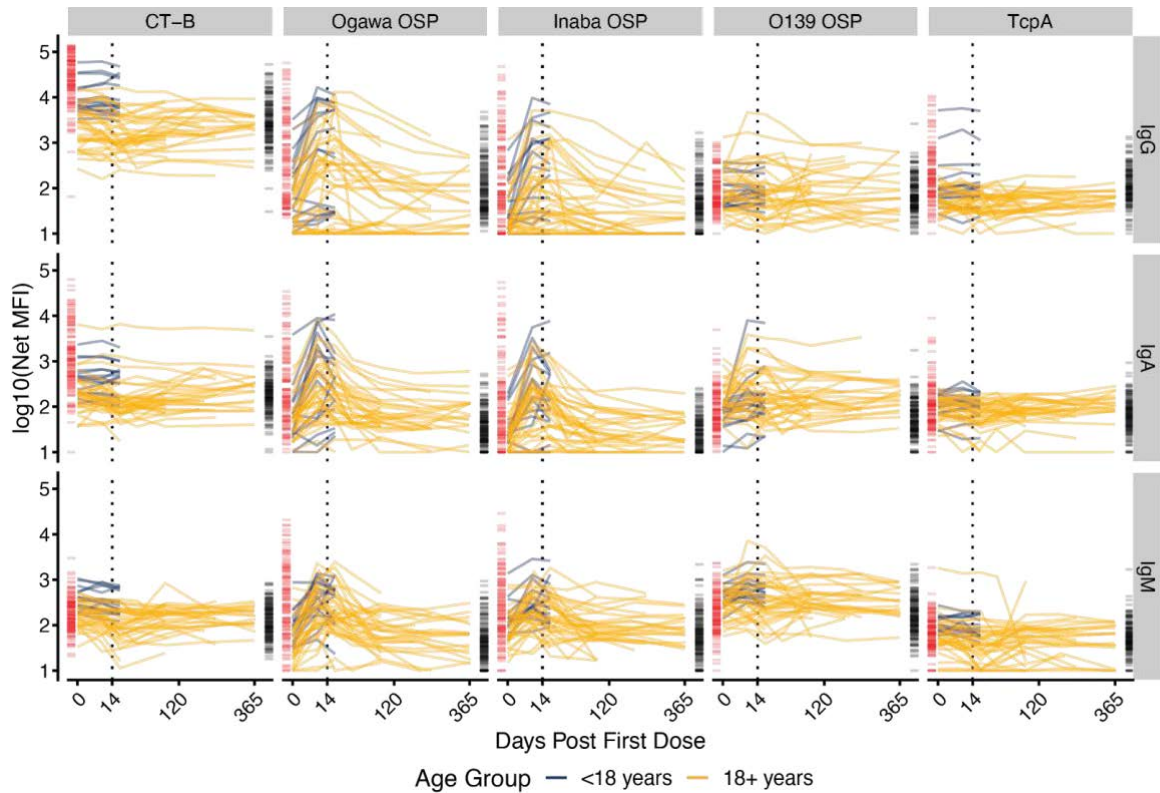 CT−B
Ogawa OSP
Inaba OSP
O139 OSP
TcpA
5
4
3
2
1
IgG
5
4
3
2
1
IgA
5
4
3
2
1
IgM
log10(Net MFI)
0 14 120 365
0 14 120 365
0 14 120 365
0 14 120 365
0 14 120 365
Days Post First Dose
Age Group <18 years 18+ years